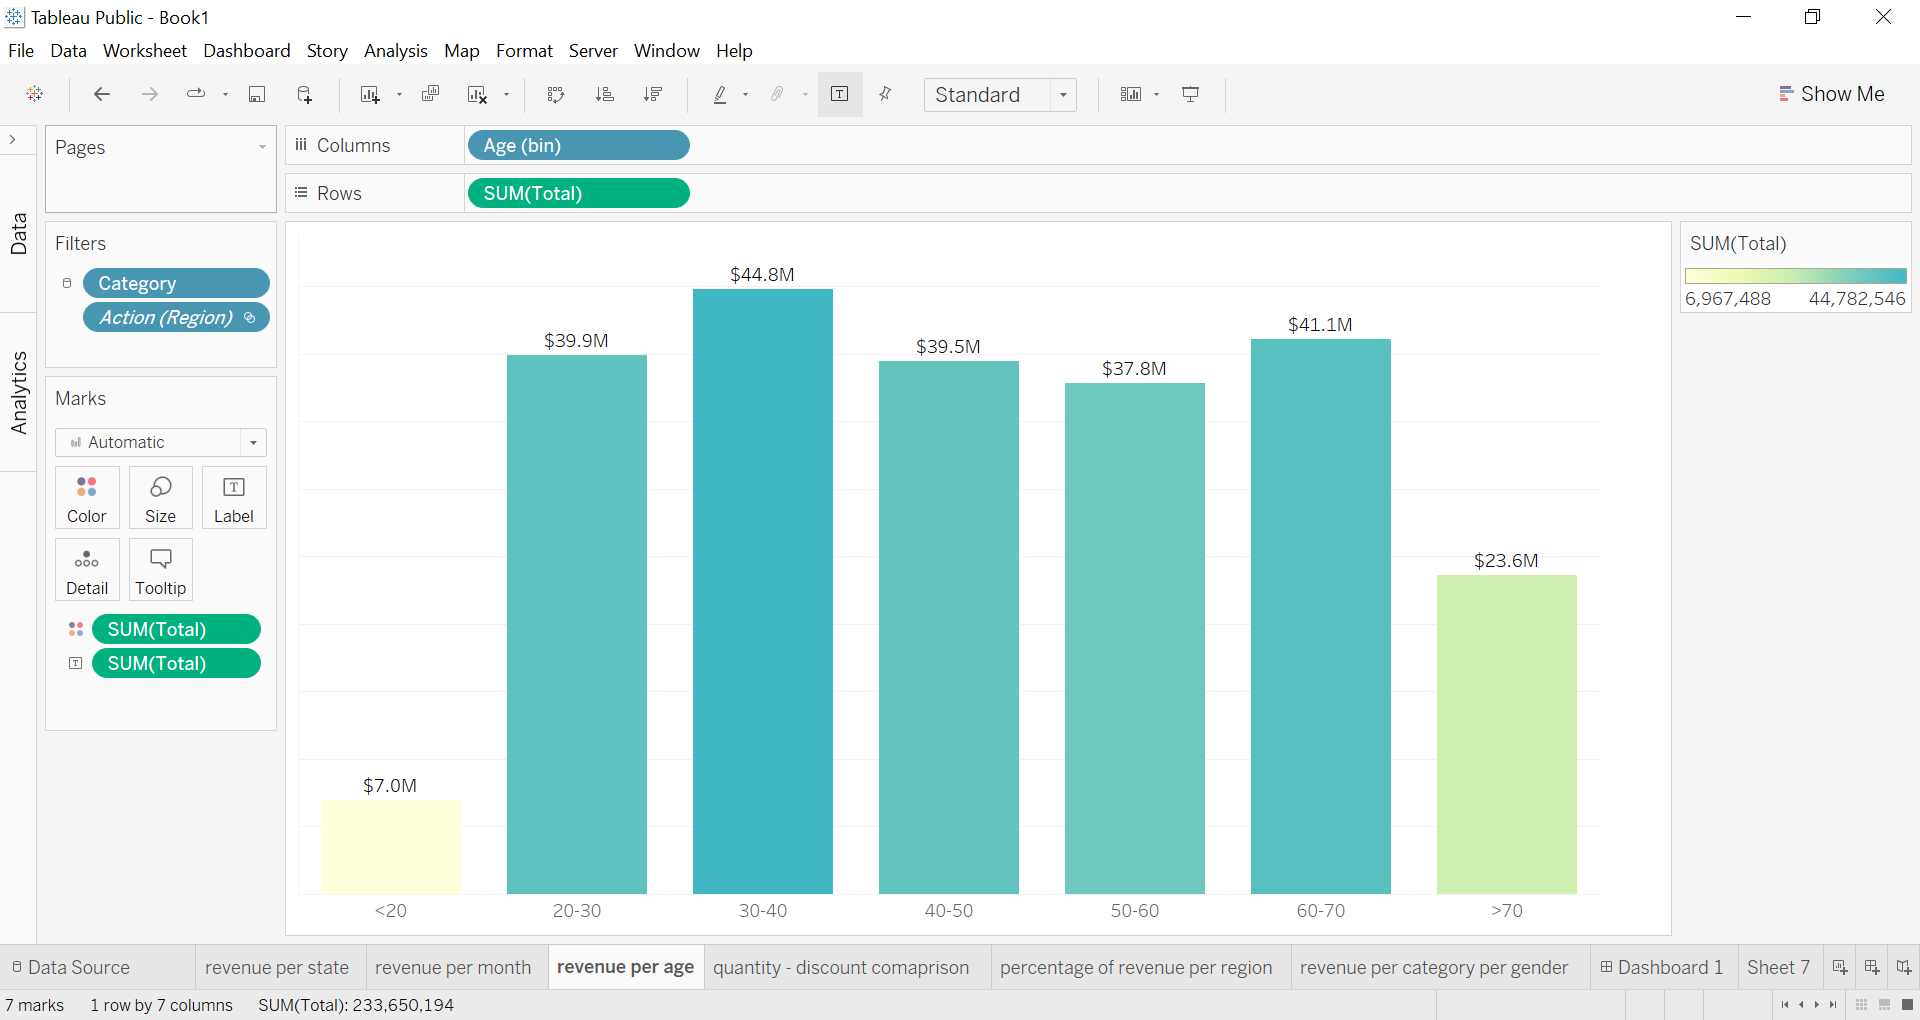 Tableau Public - Book1
File Data Worksheet Dashboard Story Analysis Map Format Server Window Help
Standard
Show Me
Pages
Columns
Age (bin)
Rows
SUM(Total)
Data
Analytics
Filters
Category
Action (Region)
Marks
Automatic
Color
Size
T
Label
Detail
Tooltip
SUM(Total)
T
SUM(Total)
$7.0M
$39.9M
$44.8M
$39.5M
$37.8M
$41.1M
$23.6M
<20
20-30
30-40
40-50
50-60
60-70
>70
SUM(Total)
6,967,488
44,782,546
Data Source
revenue per state
revenue per month
revenue per age
quantity - discount comaprison
percentage of revenue per region
revenue per category per gender
Dashboard 1
Sheet 7
7 marks
1 row by 7 columns
SUM(Total): 233,650,194